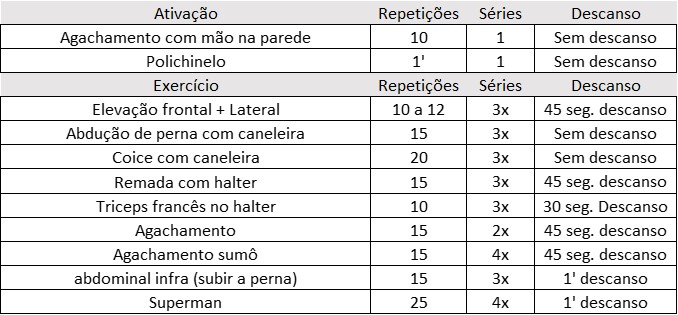 Ativação Repetições Séries Descanso
Agachamento com mão na parede 10 1 Sem descanso
Polichinelo 1' 1 Sem descanso
Exercício Repetições Séries Descanso
Elevação frontal + Lateral 10 a 12 3x 45 seg. descanso
Abdução de perna com caneleira 15 3x Sem descanso
Coice com caneleira 20 3x Sem descanso
Remada com halter 15 3x 45 seg. descanso
Triceps francês no halter 10 3x 30 seg. Descanso
Agachamento 15 2x 45 seg. descanso
Agachamento sumô 15 4x 45 seg. descanso
abdominal infra (subir a perna) 15 3x 1' descanso
Superman 25 4x 1' descanso